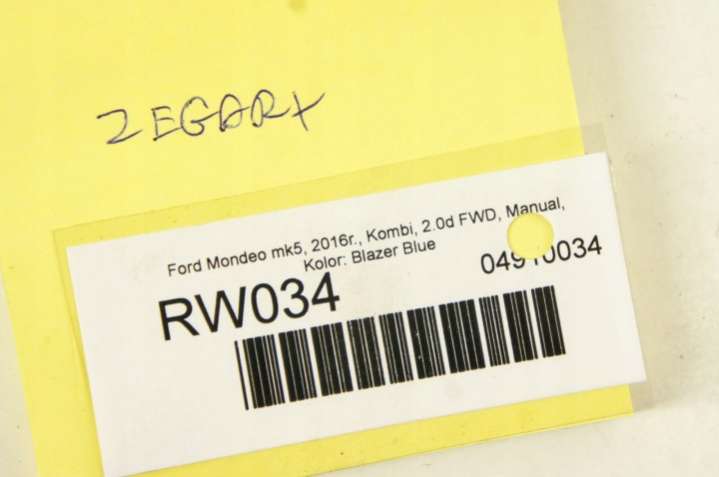 ZEGARY
Ford Mondeo mk5, 2016r., Kombi, 2.0d FWD, Manual,
Kolor: Blazer Blue
RW034
04910034